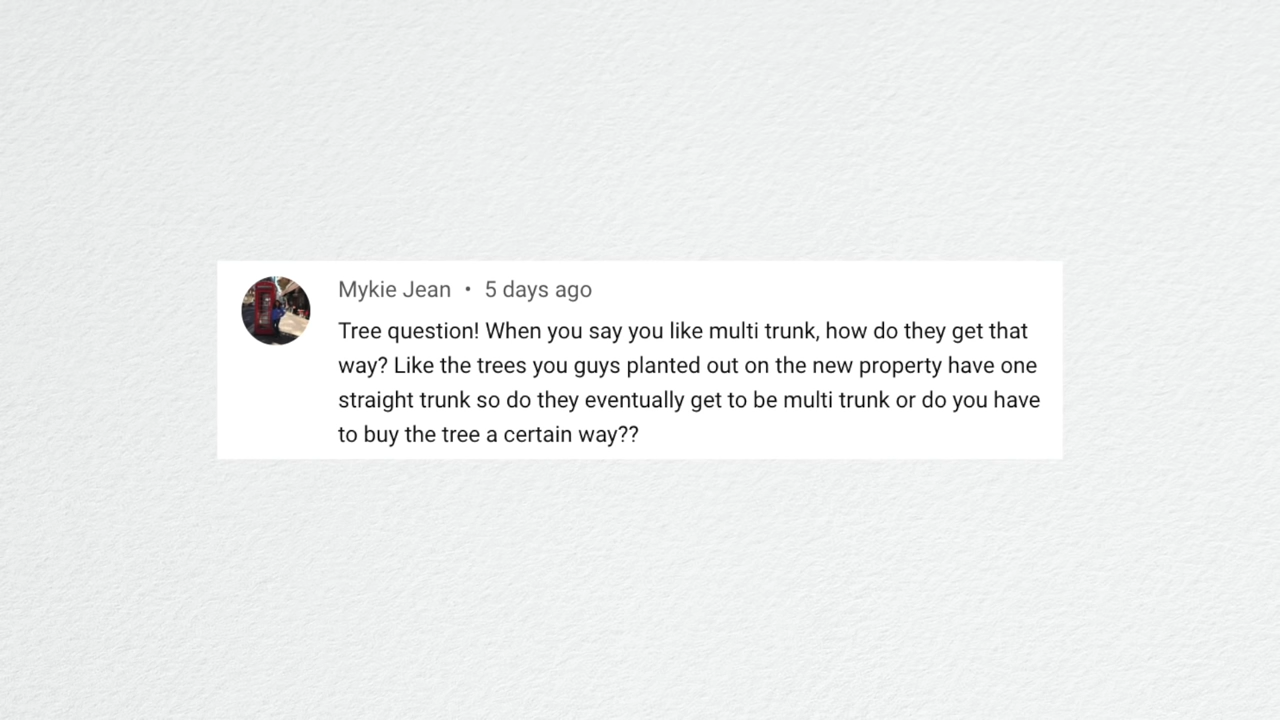 Mykie Jean • 5 days ago
Tree question! When you say you like multi trunk, how do they get that
way? Like the trees you guys planted out on the new property have one
straight trunk so do they eventually get to be multi trunk or do you have
to buy the tree a certain way??